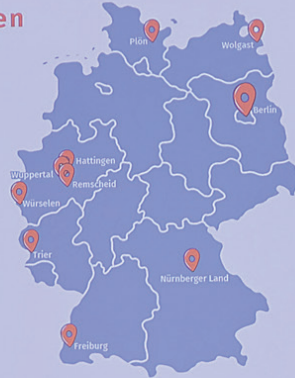 en
Plön
Wolgast
Berlin
Hattingen
Wuppertal
Remscheid
Würselen
Trier
Nürnberger Land
Freiburg